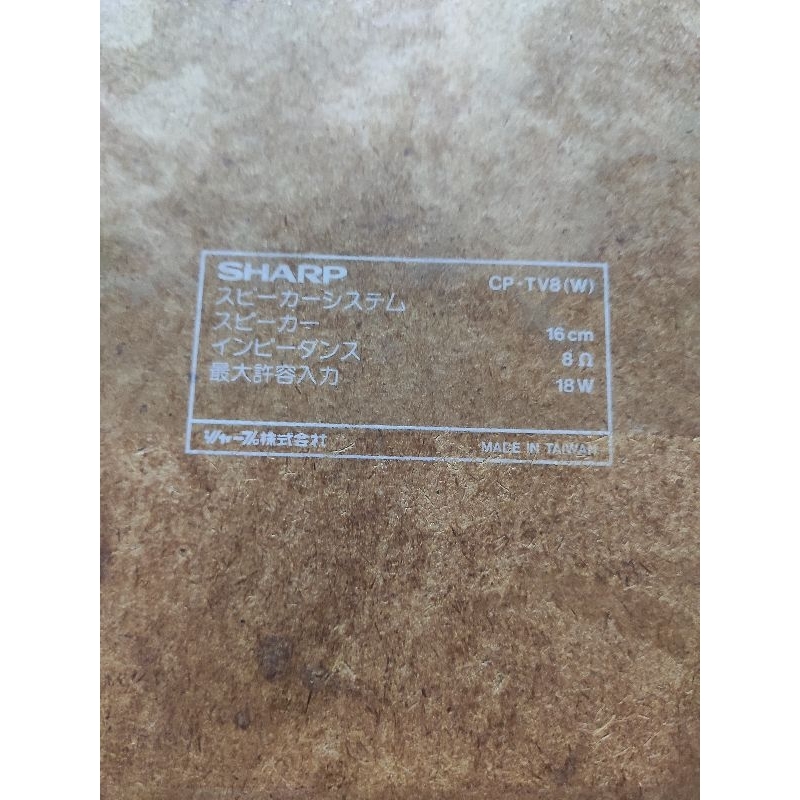 SHARP CP-TV8(W)
スピーカーシステム
スピーカー 16cm
インピーダンス 8Ω
最大許容入力 18W
シャープ株式会社 MADE IN TAIWAN